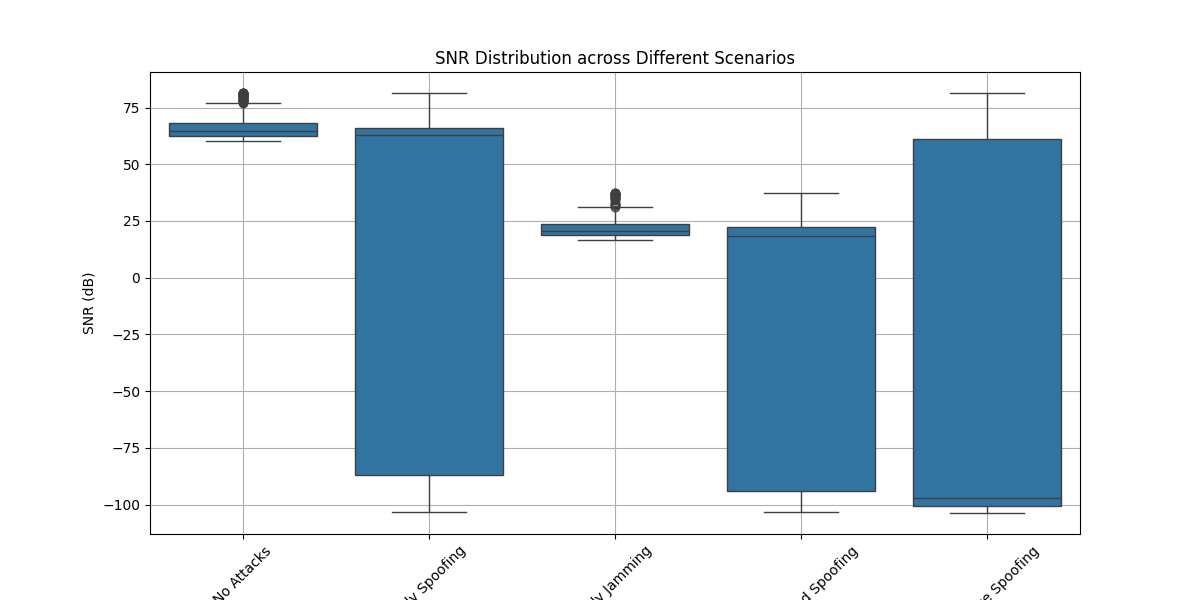 SNR Distribution across Different Scenarios
SNR (dB)
75
50
25
0
−25
−50
−75
−100
No Attacks
Spoofing
Jamming
Spoofing
Spoofing